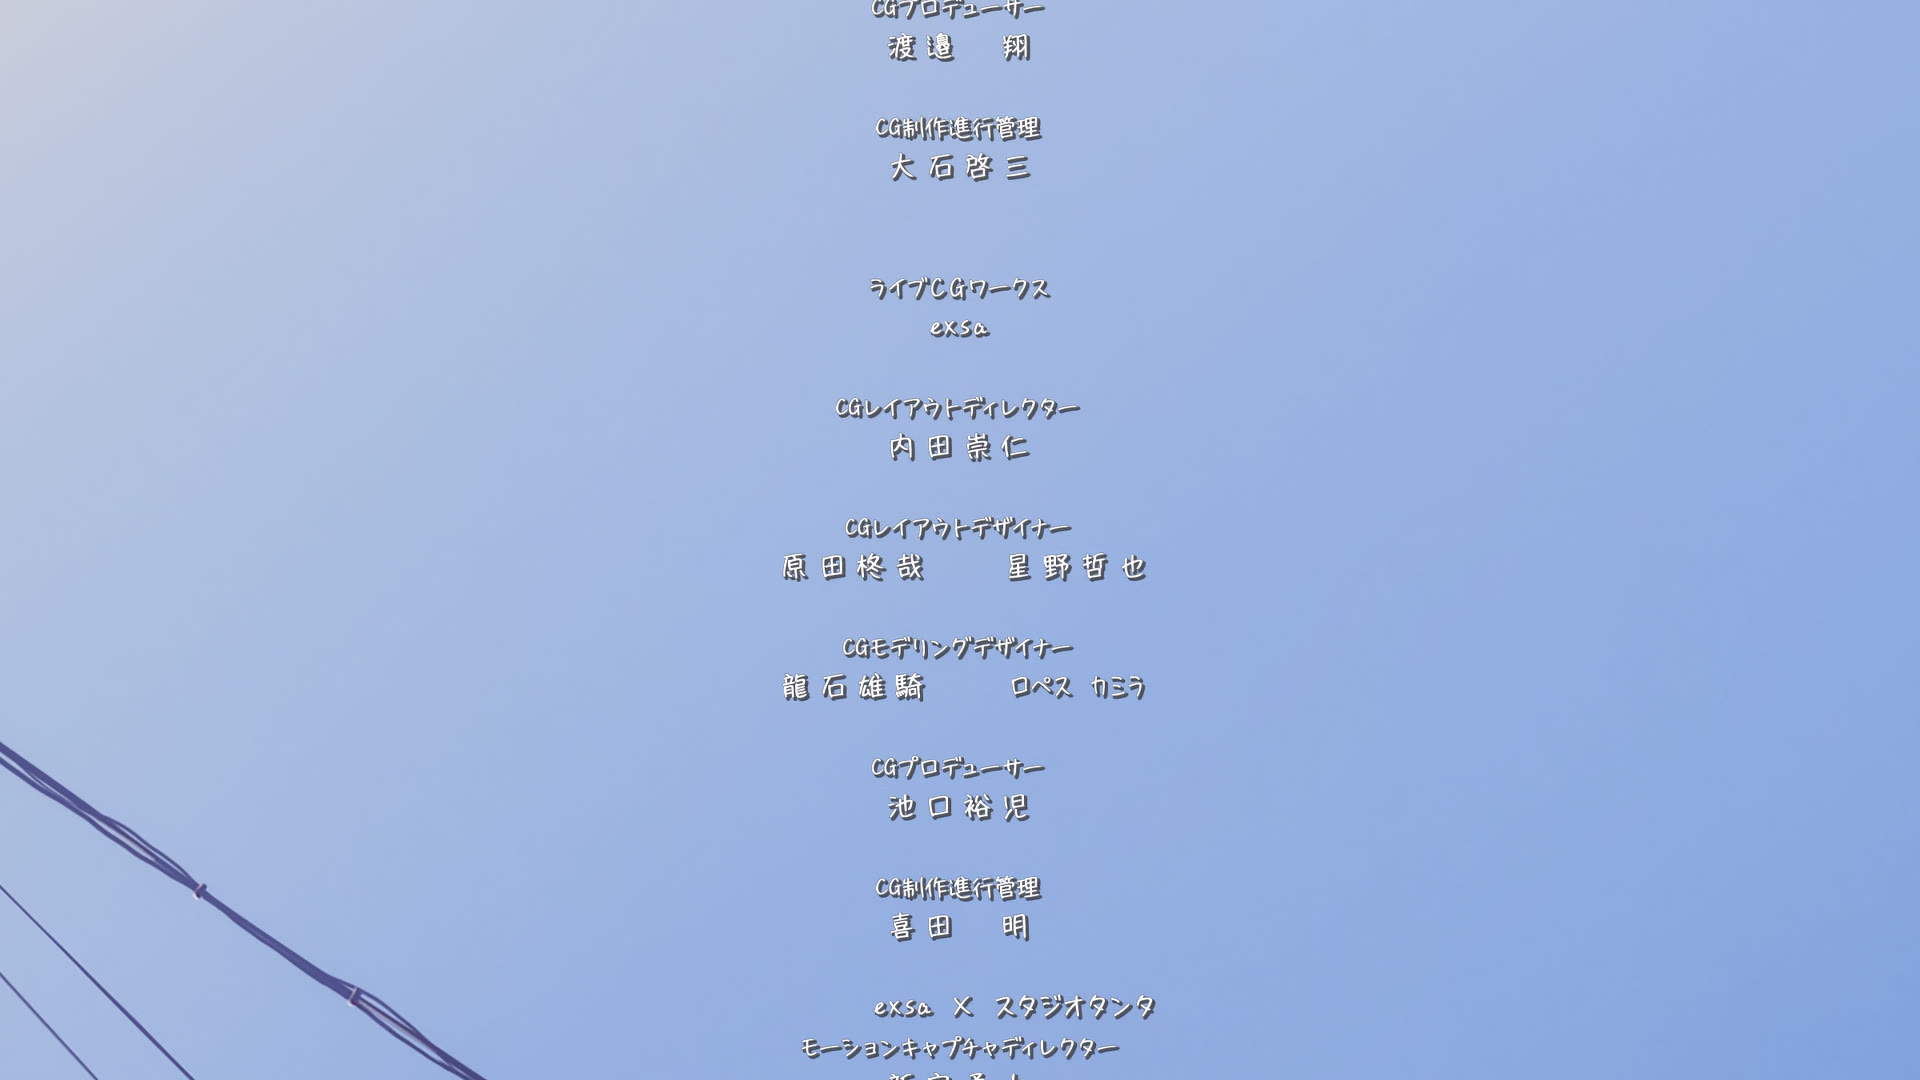 CGプロデューサー
渡邉　翔
CG制作進行管理
大石啓三
ライブCGワークス
exsa
CGレイアウトディレクター
内田崇仁
CGレイアウトデザイナー
原田柊哉　　星野哲也
CGモデリングデザイナー
龍石雄騎　　ロペス カミラ
CGプロデューサー
池口裕児
CG制作進行管理
喜田　明
exsa X スタジオタンタ
モーションキャプチャディレクター